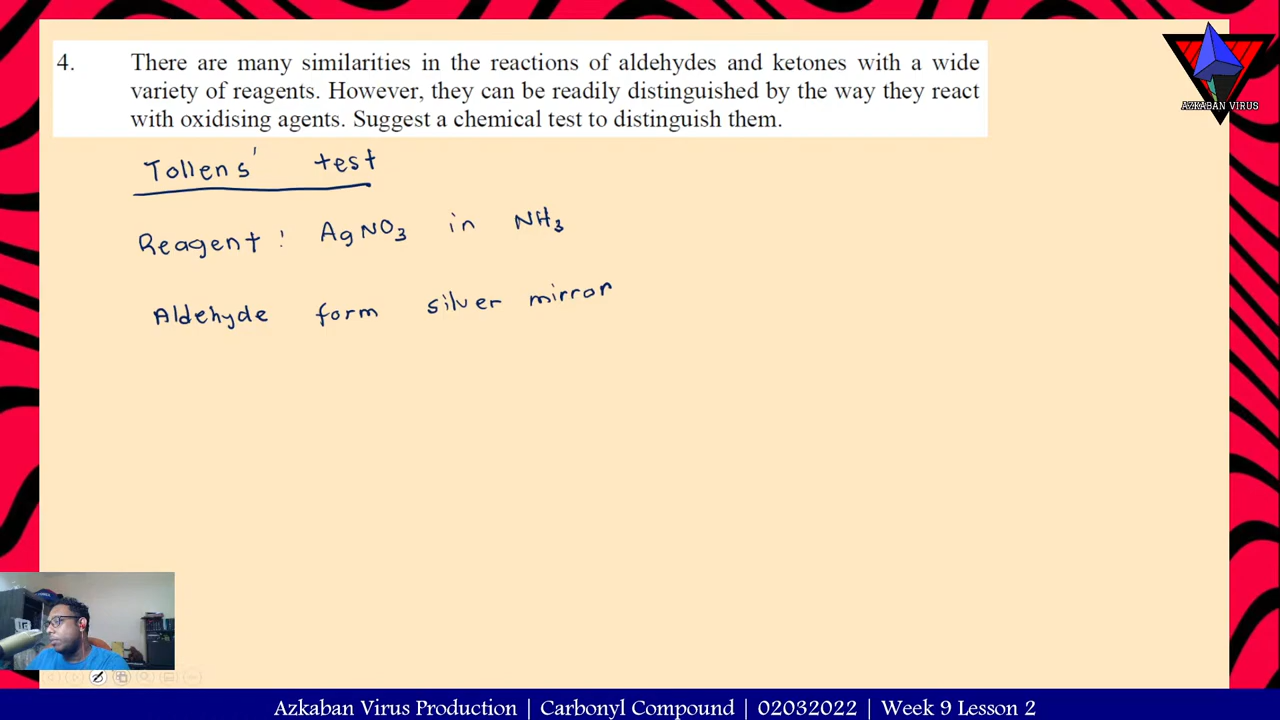 4. There are many similarities in the reactions of aldehydes and ketones with a wide
variety of reagents. However, they can be readily distinguished by the way they react
with oxidising agents. Suggest a chemical test to distinguish them.
AZKABAN VIRUS
Tollens' test
Reagent : AgNO₃ in NH₃
Aldehyde form silver mirror
Azkaban Virus Production | Carbonyl Compound | 02032022 | Week 9 Lesson 2